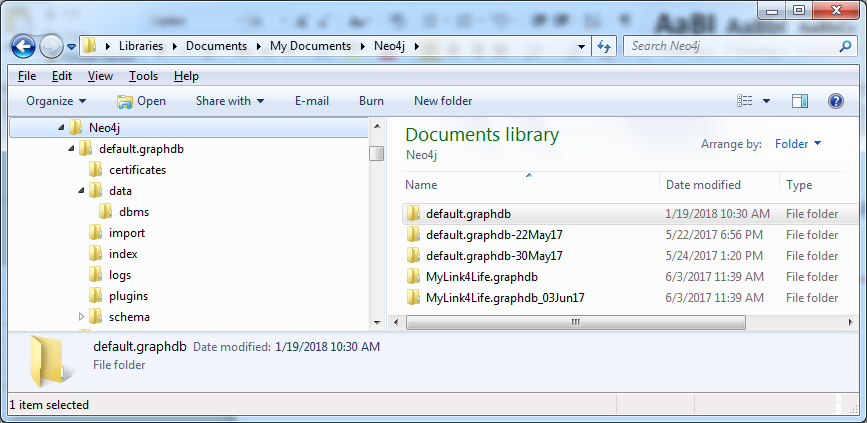 Libraries Documents My Documents Neo4j
Search Neo4j
File Edit View Tools Help
Organize Open Share with E-mail Burn New folder
Neo4j
default.graphdb
certificates
data
dbms
import
index
logs
plugins
schema
Documents library
Neo4j
Arrange by: Folder
Name Date modified Type
default.graphdb 1/19/2018 10:30 AM File folder
default.graphdb-22May17 5/22/2017 6:56 PM File folder
default.graphdb-30May17 5/24/2017 1:20 PM File folder
MyLink4Life.graphdb 6/3/2017 11:39 AM File folder
MyLink4Life.graphdb_03Jun17 6/3/2017 11:39 AM File folder
default.graphdb Date modified: 1/19/2018 10:30 AM
File folder
1 item selected